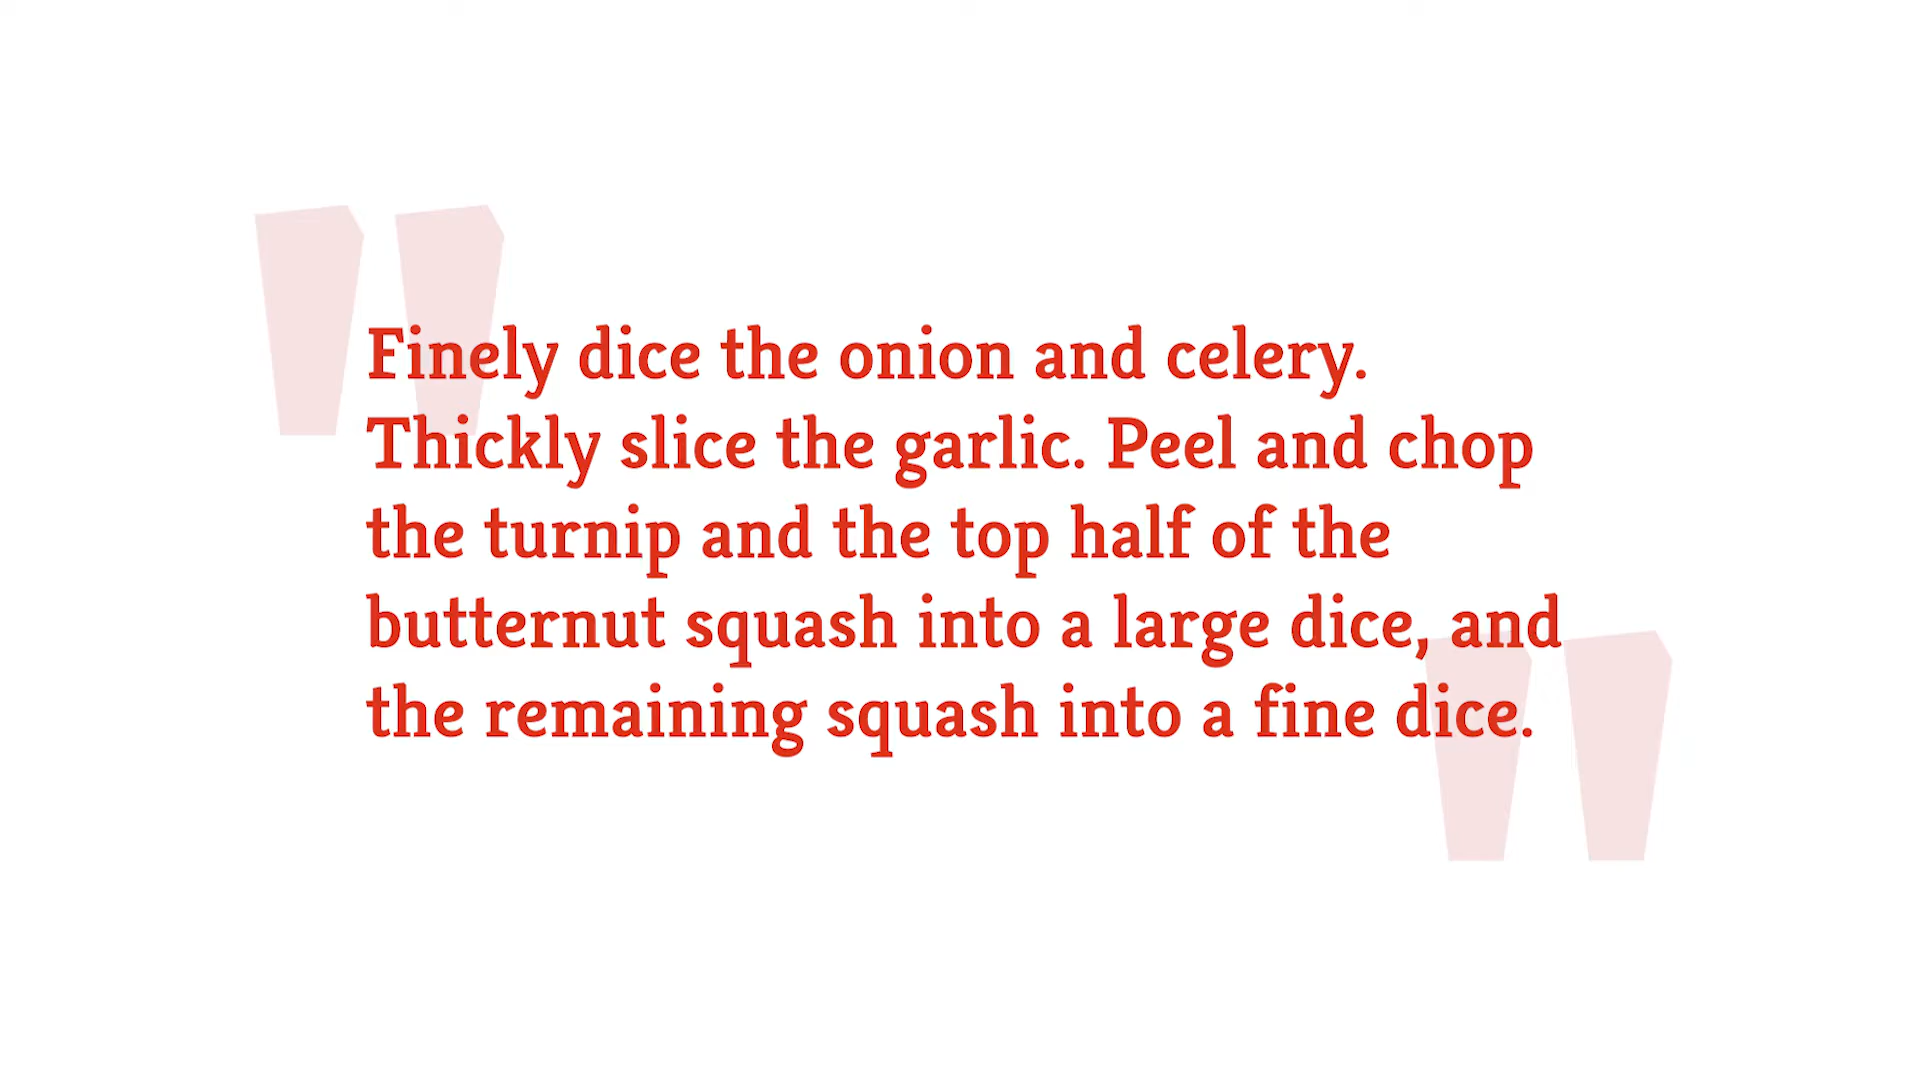 Finely dice the onion and celery.
Thickly slice the garlic. Peel and chop
the turnip and the top half of the
butternut squash into a large dice, and
the remaining squash into a fine dice.